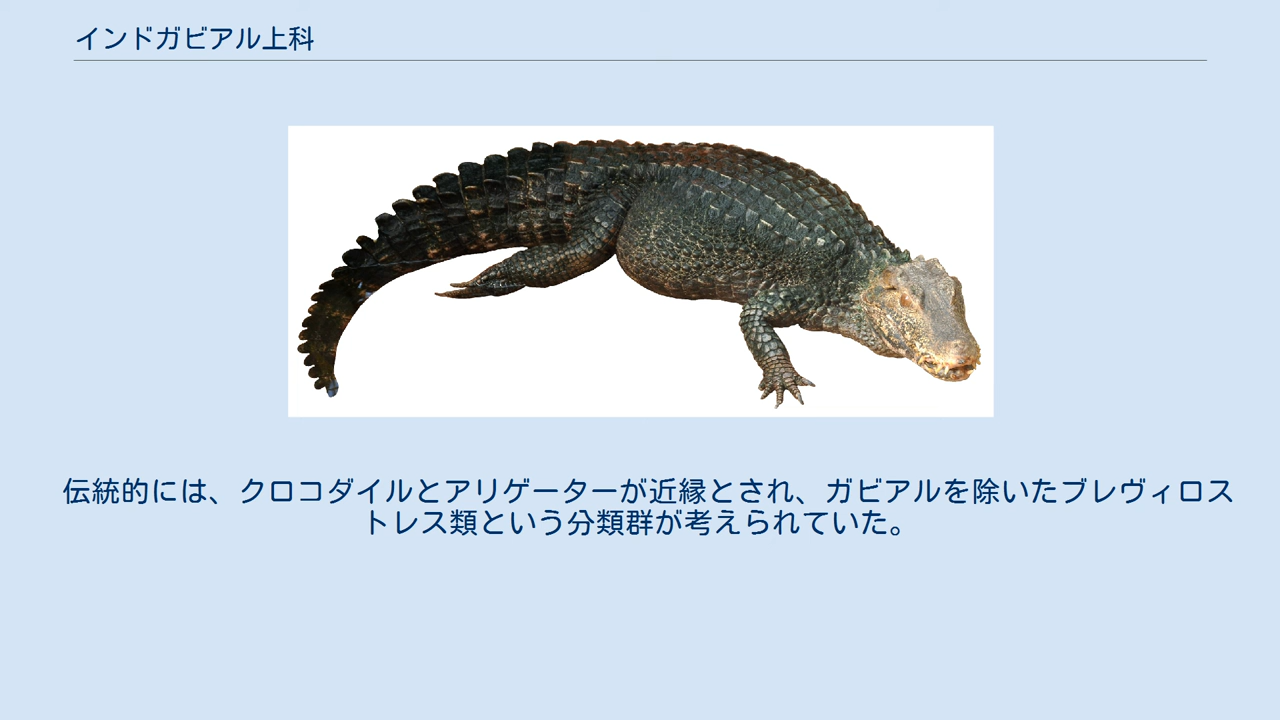 インドガビアル上科
伝統的には、クロコダイルとアリゲーターが近縁とされ、ガビアルを除いたブレヴィロス
トレス類という分類群が考えられていた。